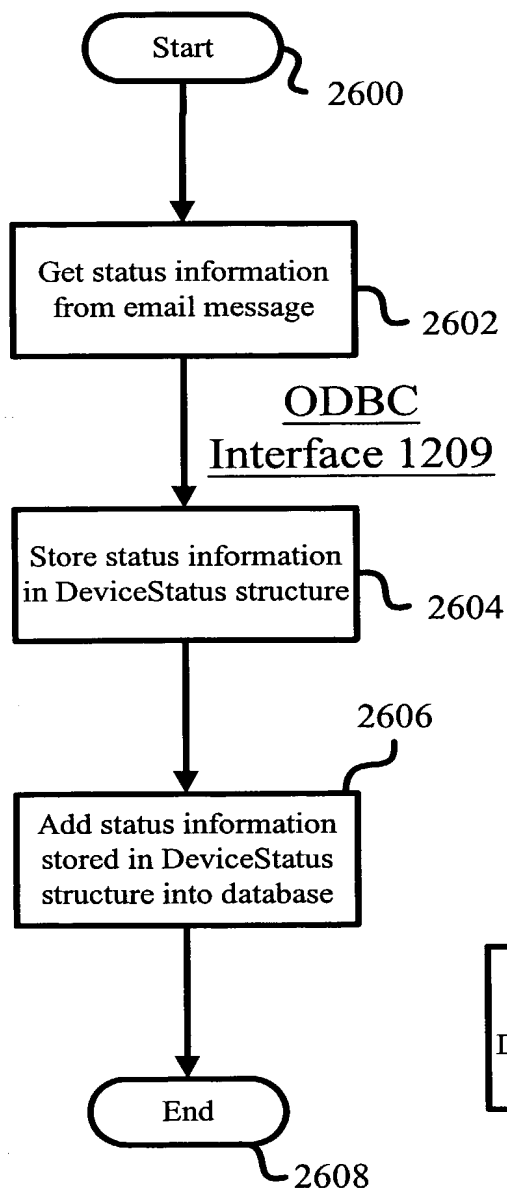 Start
2600
Get status information
from email message
2602
ODBC
Interface 1209
Store status information
in DeviceStatus structure
2604
2606
Add status information
stored in DeviceStatus
structure into database
D
End
2608